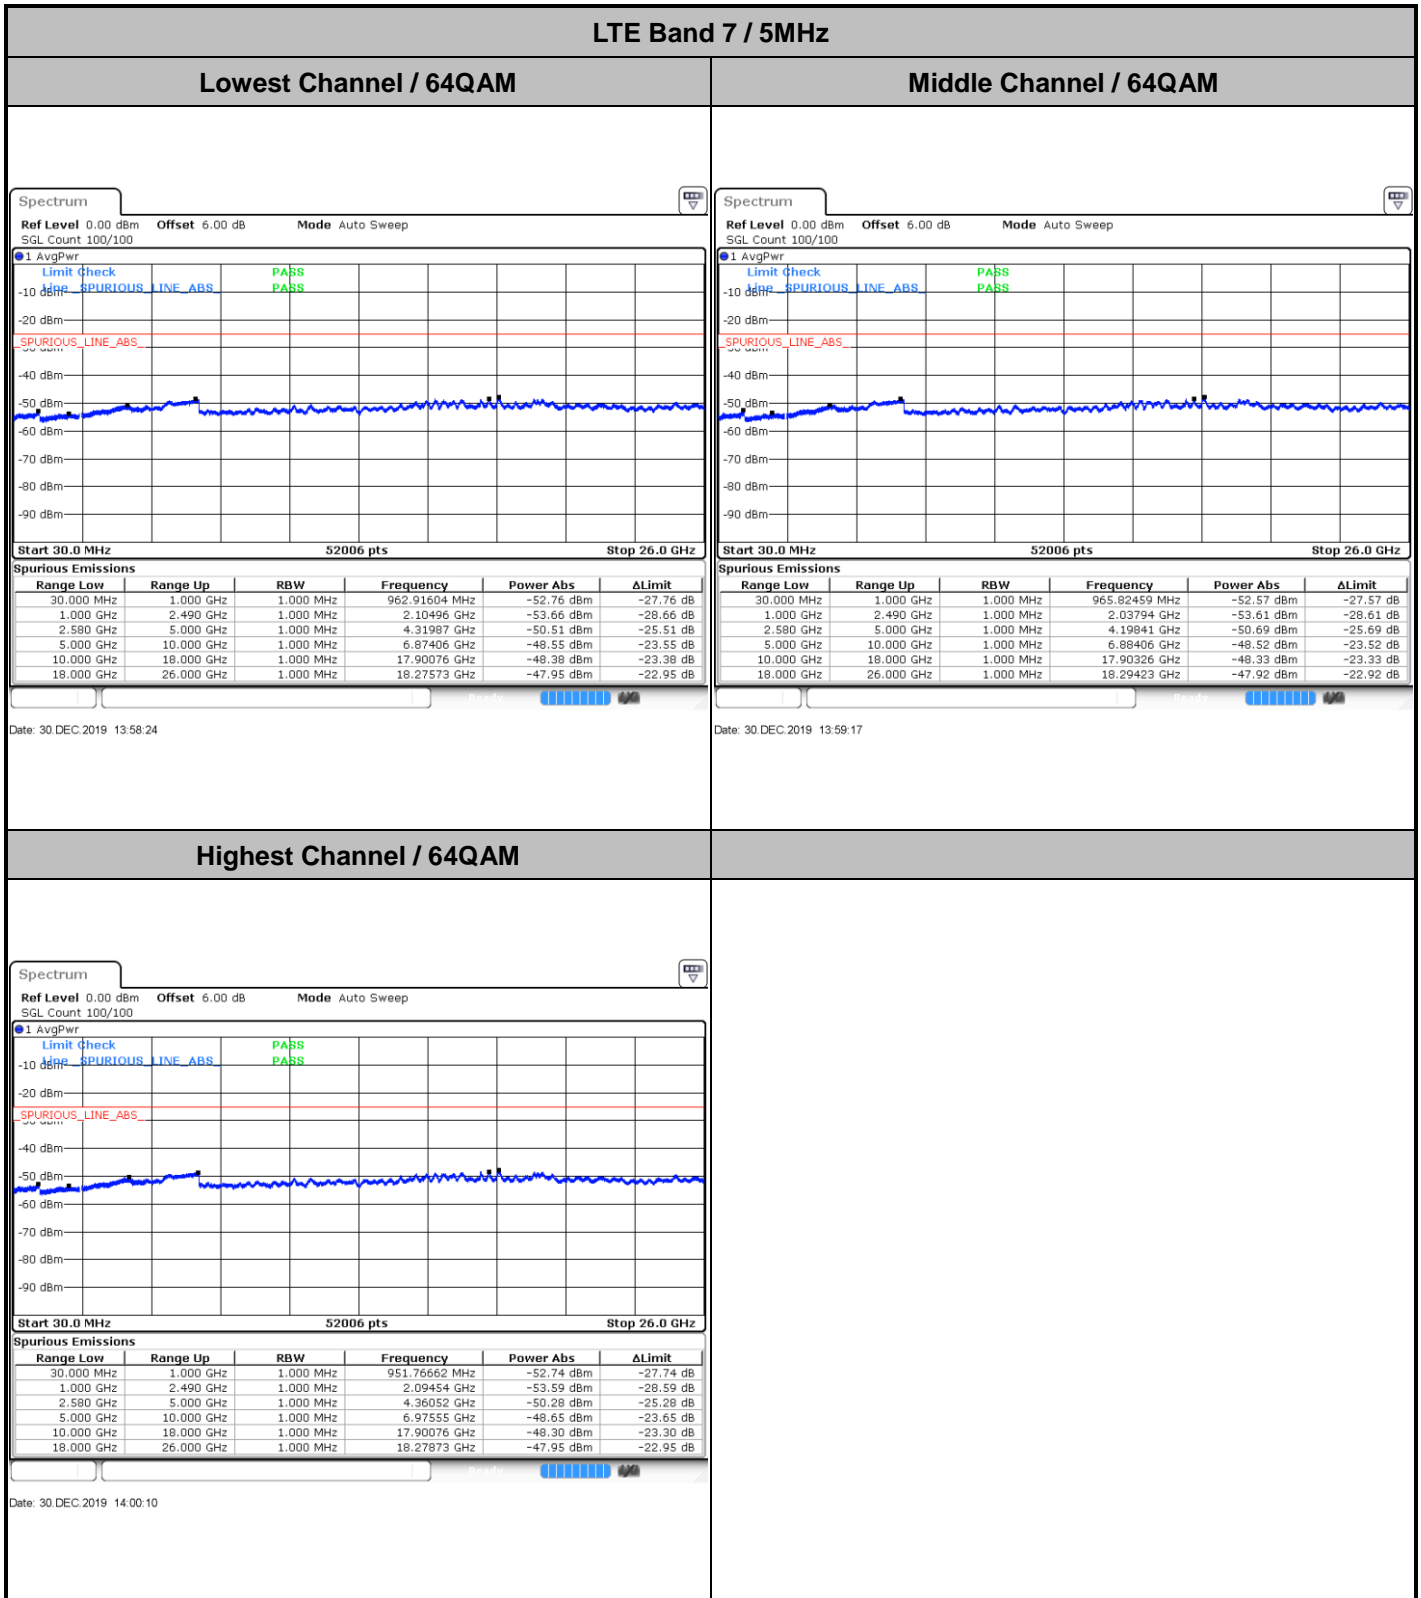 LTE Band 7 / 5MHz
Lowest Channel / 64QAM
Middle Channel / 64QAM
Spectrum
Ref Level 0.00 dBm Offset 6.00 dB Mode Auto Sweep
SGL Count 100/100
1 AvgPwr
Limit Check PASS
Line _SPURIOUS_LINE_ABS_ PASS
-10 dBm
-20 dBm
_SPURIOUS_LINE_ABS_
-30 dBm
-40 dBm
-50 dBm
-60 dBm
-70 dBm
-80 dBm
-90 dBm
Start 30.0 MHz 52006 pts Stop 26.0 GHz
Spurious Emissions
Range Low Range Up RBW Frequency Power Abs ΔLimit
30.000 MHz 1.000 GHz 1.000 MHz 962.91604 MHz -52.76 dBm -27.76 dB
1.000 GHz 2.490 GHz 1.000 MHz 2.10496 GHz -53.66 dBm -28.66 dB
2.580 GHz 5.000 GHz 1.000 MHz 4.31987 GHz -50.51 dBm -25.51 dB
5.000 GHz 10.000 GHz 1.000 MHz 6.87406 GHz -48.55 dBm -23.55 dB
10.000 GHz 18.000 GHz 1.000 MHz 17.90076 GHz -48.38 dBm -23.38 dB
18.000 GHz 26.000 GHz 1.000 MHz 18.27573 GHz -47.95 dBm -22.95 dB
Ready
Date: 30.DEC.2019 13:58:24
Spectrum
Ref Level 0.00 dBm Offset 6.00 dB Mode Auto Sweep
SGL Count 100/100
1 AvgPwr
Limit Check PASS
Line _SPURIOUS_LINE_ABS_ PASS
-10 dBm
-20 dBm
_SPURIOUS_LINE_ABS_
-30 dBm
-40 dBm
-50 dBm
-60 dBm
-70 dBm
-80 dBm
-90 dBm
Start 30.0 MHz 52006 pts Stop 26.0 GHz
Spurious Emissions
Range Low Range Up RBW Frequency Power Abs ΔLimit
30.000 MHz 1.000 GHz 1.000 MHz 965.82459 MHz -52.57 dBm -27.57 dB
1.000 GHz 2.490 GHz 1.000 MHz 2.03794 GHz -53.61 dBm -28.61 dB
2.580 GHz 5.000 GHz 1.000 MHz 4.19841 GHz -50.69 dBm -25.69 dB
5.000 GHz 10.000 GHz 1.000 MHz 6.88406 GHz -48.52 dBm -23.52 dB
10.000 GHz 18.000 GHz 1.000 MHz 17.90326 GHz -48.33 dBm -23.33 dB
18.000 GHz 26.000 GHz 1.000 MHz 18.29423 GHz -47.92 dBm -22.92 dB
Ready
Date: 30.DEC.2019 13:59:17
Highest Channel / 64QAM
Spectrum
Ref Level 0.00 dBm Offset 6.00 dB Mode Auto Sweep
SGL Count 100/100
1 AvgPwr
Limit Check PASS
Line _SPURIOUS_LINE_ABS_ PASS
-10 dBm
-20 dBm
_SPURIOUS_LINE_ABS_
-30 dBm
-40 dBm
-50 dBm
-60 dBm
-70 dBm
-80 dBm
-90 dBm
Start 30.0 MHz 52006 pts Stop 26.0 GHz
Spurious Emissions
Range Low Range Up RBW Frequency Power Abs ΔLimit
30.000 MHz 1.000 GHz 1.000 MHz 951.76662 MHz -52.74 dBm -27.74 dB
1.000 GHz 2.490 GHz 1.000 MHz 2.09454 GHz -53.59 dBm -28.59 dB
2.580 GHz 5.000 GHz 1.000 MHz 4.36052 GHz -50.28 dBm -25.28 dB
5.000 GHz 10.000 GHz 1.000 MHz 6.97555 GHz -48.65 dBm -23.65 dB
10.000 GHz 18.000 GHz 1.000 MHz 17.90076 GHz -48.30 dBm -23.30 dB
18.000 GHz 26.000 GHz 1.000 MHz 18.27873 GHz -47.95 dBm -22.95 dB
Ready
Date: 30.DEC.2019 14:00:10